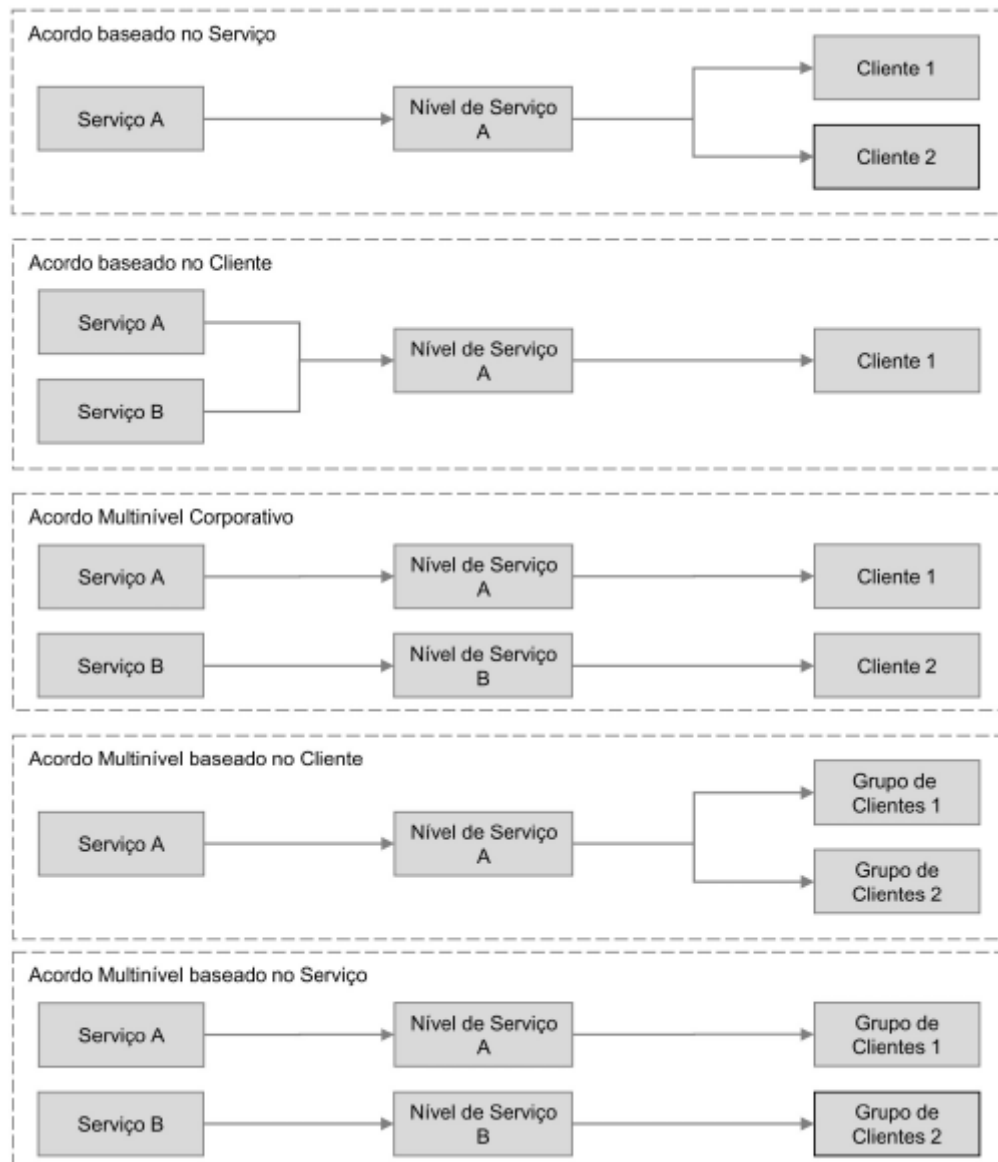 Acordo baseado no Serviço
Serviço A
Nível de Serviço
A
Cliente 1
Cliente 2
Acordo baseado no Cliente
Serviço A
Serviço B
Nível de Serviço
A
Cliente 1
Acordo Multinível Corporativo
Serviço A
Nível de Serviço
A
Cliente 1
Serviço B
Nível de Serviço
B
Cliente 2
Acordo Multinível baseado no Cliente
Serviço A
Nível de Serviço
A
Grupo de
Clientes 1
Grupo de
Clientes 2
Acordo Multinível baseado no Serviço
Serviço A
Nível de Serviço
A
Grupo de
Clientes 1
Serviço B
Nível de Serviço
B
Grupo de
Clientes 2